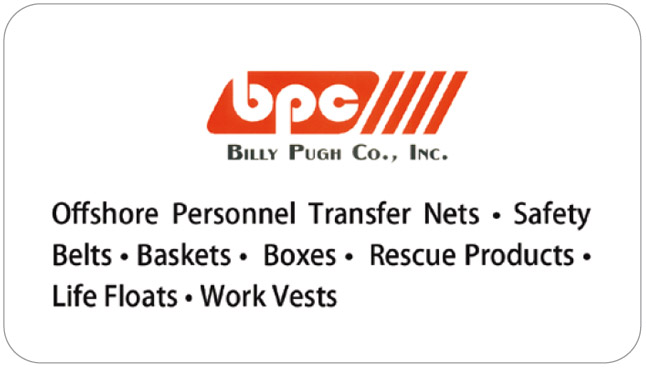 bpc
Billy Pugh Co., Inc.
Offshore Personnel Transfer Nets • Safety
Belts • Baskets • Boxes • Rescue Products •
Life Floats • Work Vests